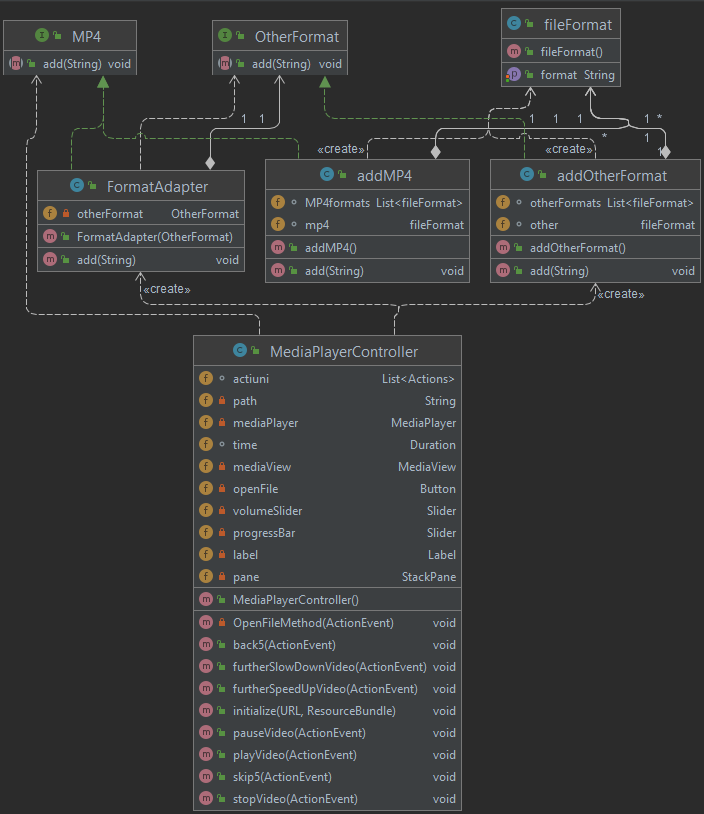 MP4
add(String) void
OtherFormat
add(String) void
fileFormat
fileFormat()
format String
1 1
1 1 1 1 *
* 1 1
«create» «create»
FormatAdapter
otherFormat OtherFormat
FormatAdapter(OtherFormat)
add(String) void
addMP4
MP4formats List<fileFormat>
mp4 fileFormat
addMP4()
add(String) void
addOtherFormat
otherFormats List<fileFormat>
other fileFormat
addOtherFormat()
add(String) void
«create» «create»
MediaPlayerController
actiuni List<Actions>
path String
mediaPlayer MediaPlayer
time Duration
mediaView MediaView
openFile Button
volumeSlider Slider
progressBar Slider
label Label
pane StackPane
MediaPlayerController()
OpenFileMethod(ActionEvent) void
back5(ActionEvent) void
furtherSlowDownVideo(ActionEvent) void
furtherSpeedUpVideo(ActionEvent) void
initialize(URL, ResourceBundle) void
pauseVideo(ActionEvent) void
playVideo(ActionEvent) void
skip5(ActionEvent) void
stopVideo(ActionEvent) void